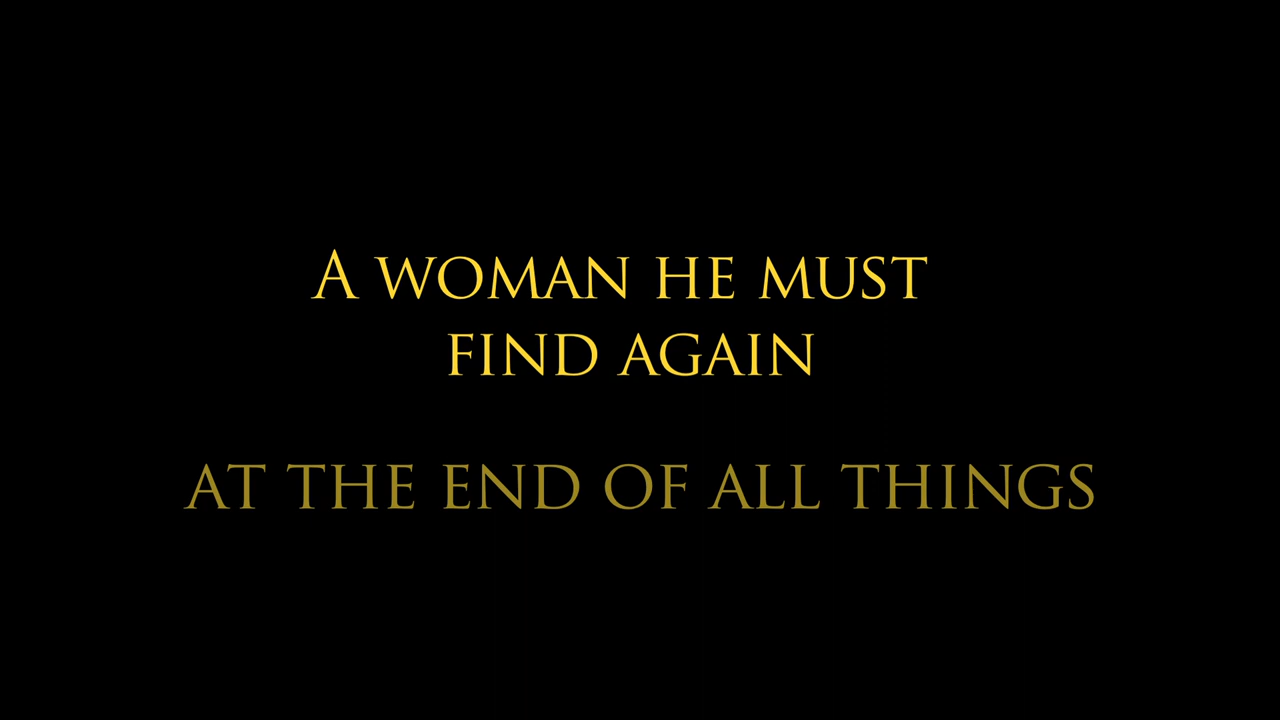 A WOMAN HE MUST
FIND AGAIN
AT THE END OF ALL THINGS